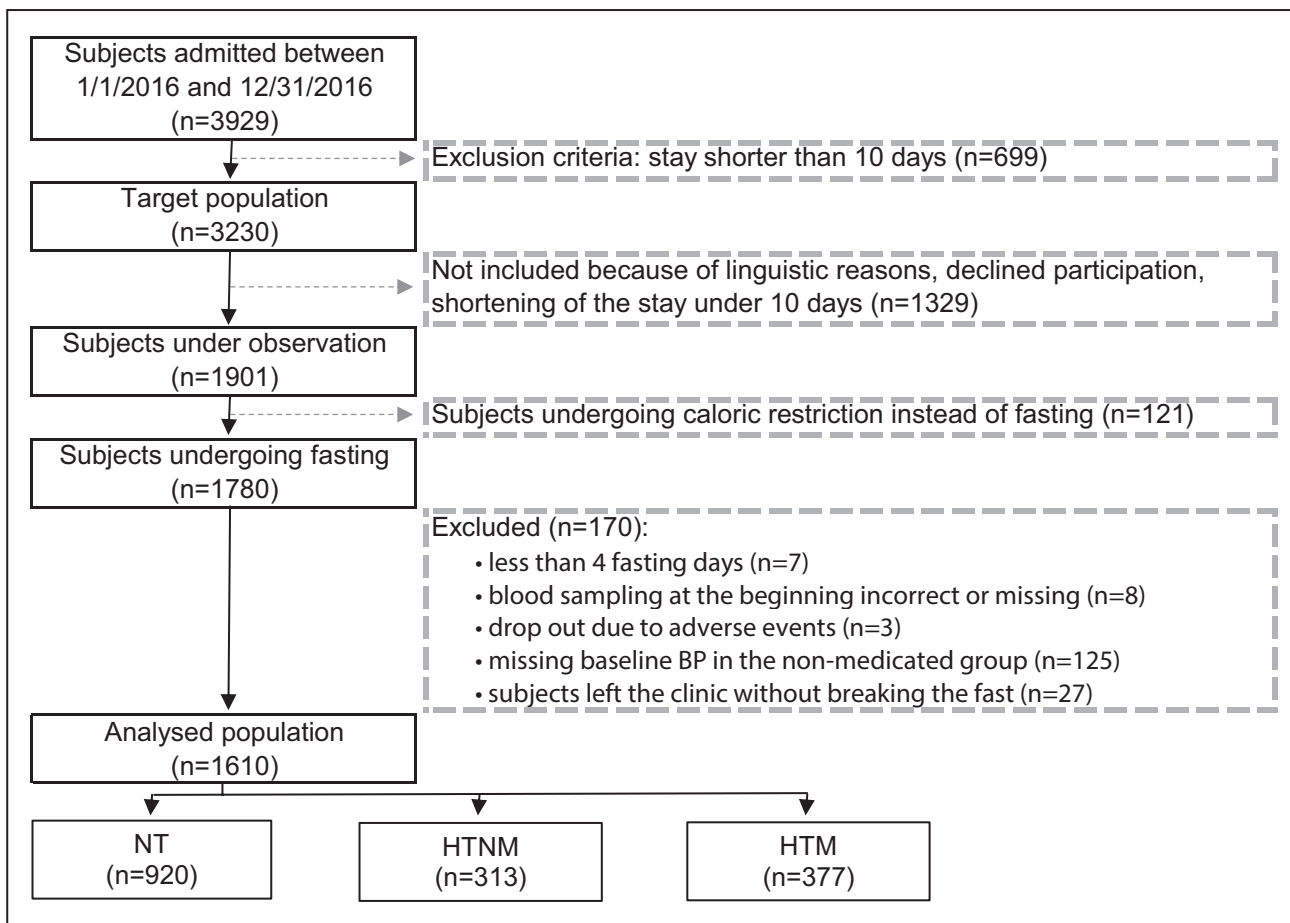 Subjects admitted between
1/1/2016 and 12/31/2016
(n=3929)
Exclusion criteria: stay shorter than 10 days (n=699)
Target population
(n=3230)
Not included because of linguistic reasons, declined participation,
shortening of the stay under 10 days (n=1329)
Subjects under observation
(n=1901)
Subjects undergoing caloric restriction instead of fasting (n=121)
Subjects undergoing fasting
(n=1780)
Excluded (n=170):
• less than 4 fasting days (n=7)
• blood sampling at the beginning incorrect or missing (n=8)
• drop out due to adverse events (n=3)
• missing baseline BP in the non-medicated group (n=125)
• subjects left the clinic without breaking the fast (n=27)
Analysed population
(n=1610)
NT
(n=920)
HTNM
(n=313)
HTM
(n=377)